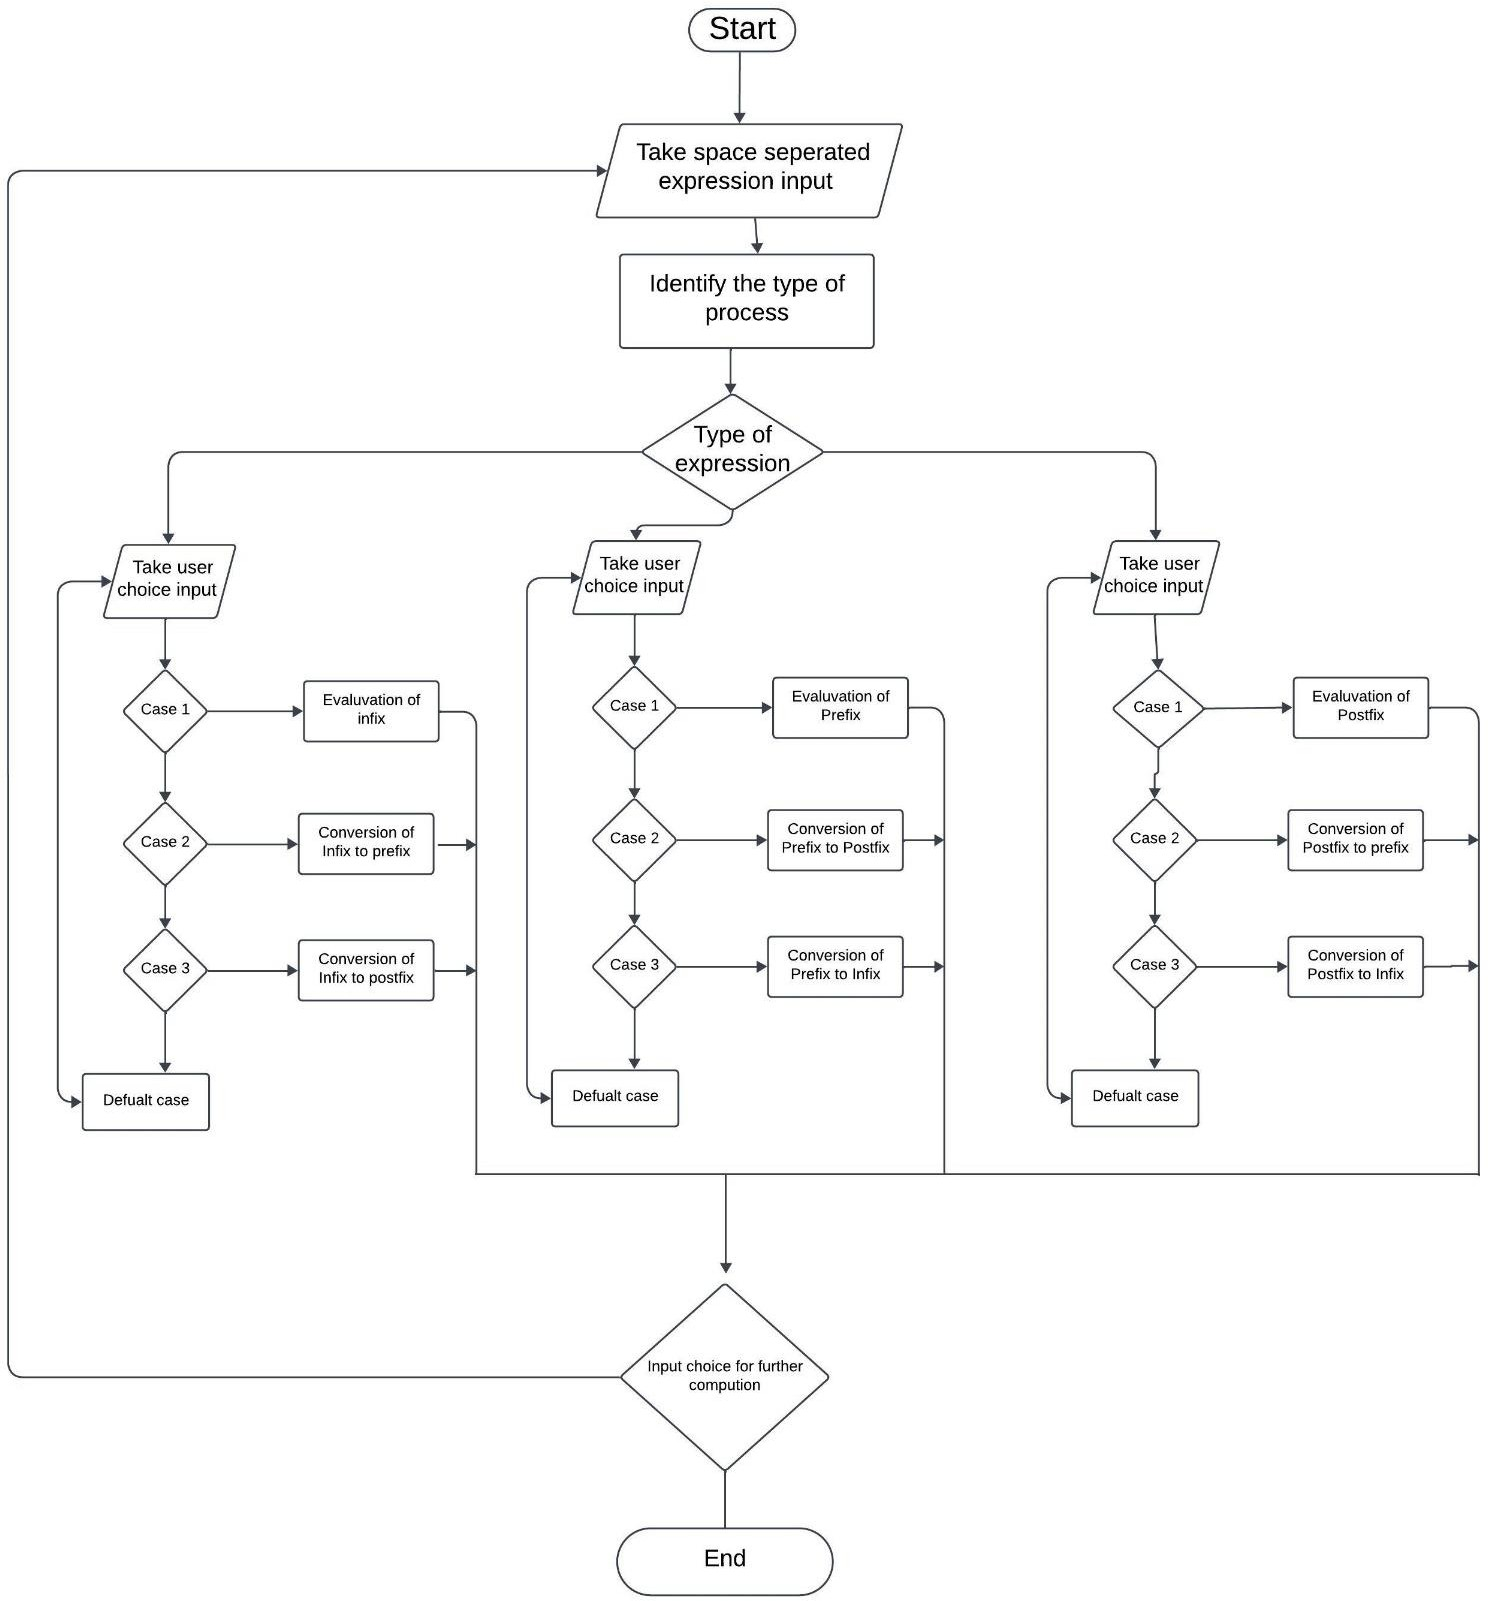 Start
Take space seperated
expression input
Identify the type of
process
Type of
expression
Take user
choice input
Case 1
Evaluvation of
infix
Case 2
Conversion of
Infix to prefix
Case 3
Conversion of
Infix to postfix
Defualt case
Take user
choice input
Case 1
Evaluvation of
Prefix
Case 2
Conversion of
Prefix to Postfix
Case 3
Conversion of
Prefix to Infix
Defualt case
Take user
choice input
Case 1
Evaluvation of
Postfix
Case 2
Conversion of
Postfix to prefix
Case 3
Conversion of
Postfix to Infix
Defualt case
Input choice for further
compution
End